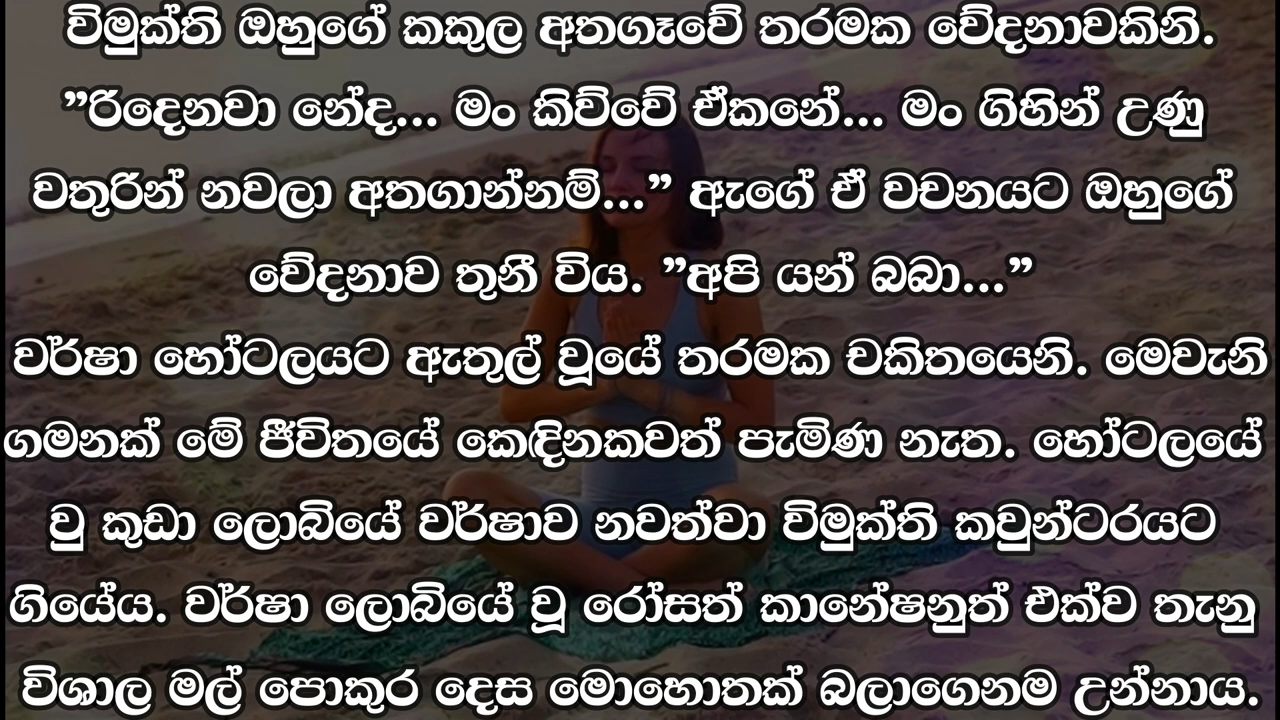 විමුක්ති ඔහුගේ කකුල අතගෑවේ තරමක වේදනාවකිනි.
”රිදෙනවා නේද... මං කිව්වේ ඒකනේ... මං ගිහින් උණු
වතුරින් නවලා අතගාන්නම්...” ඇගේ ඒ වචනයට ඔහුගේ
වේදනාව තුනී විය. ”අපි යන් බබා...”
වර්ෂා හෝටලයට ඇතුල් වූයේ තරමක චකිතයෙනි. මෙවැනි
ගමනක් මේ ජීවිතයේ කෙඳිනකවත් පැමිණ නැත. හෝටලයේ
වු කුඩා ලොබියේ වර්ෂාව නවත්වා විමුක්ති කවුන්ටරයට
ගියේය. වර්ෂා ලොබියේ වූ රෝසත් කානේෂනුත් එක්ව තැනු
විශාල මල් පොකුර දෙස මොහොතක් බලාගෙනම උන්නාය.